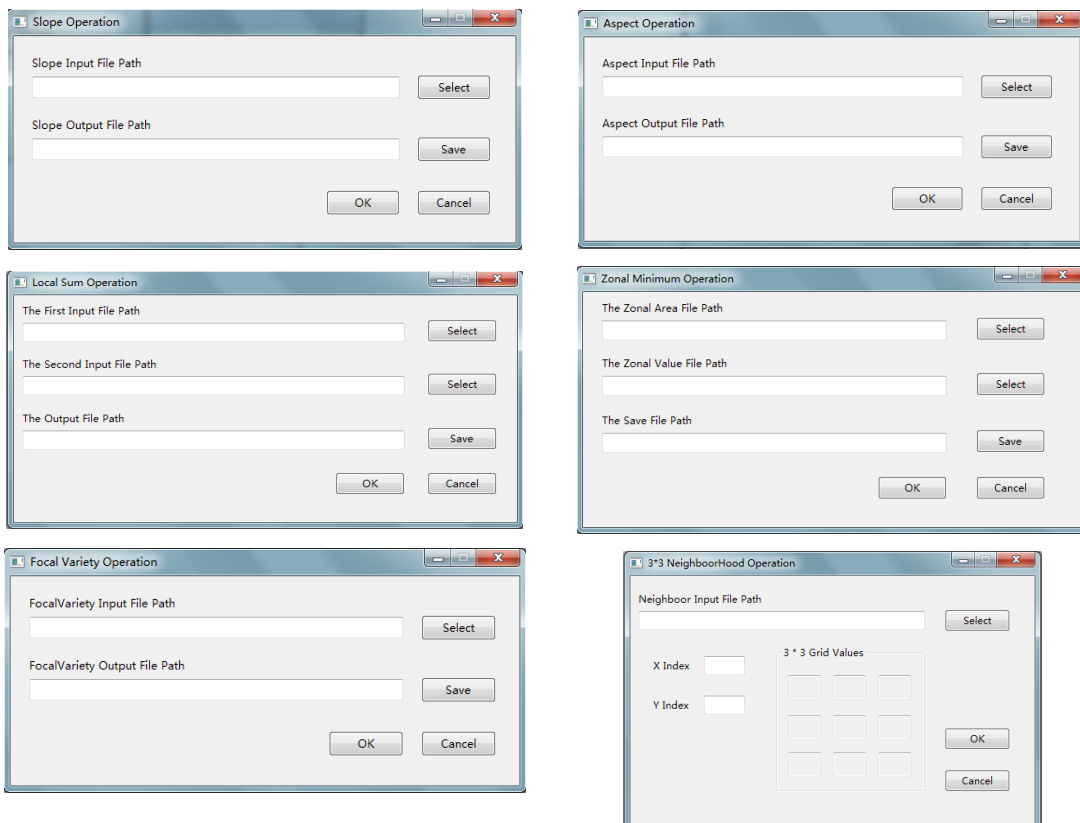 Slope Operation
Slope Input File Path
Select
Slope Output File Path
Save
OK Cancel
Aspect Operation
Aspect Input File Path
Select
Aspect Output File Path
Save
OK Cancel
Local Sum Operation
The First Input File Path
Select
The Second Input File Path
Select
The Output File Path
Save
OK Cancel
Zonal Minimum Operation
The Zonal Area File Path
Select
The Zonal Value File Path
Select
The Save File Path
Save
OK Cancel
Focal Variety Operation
FocalVariety Input File Path
Select
FocalVariety Output File Path
Save
OK Cancel
3*3 NeighboorHood Operation
Neighboor Input File Path
Select
3 * 3 Grid Values
X Index
Y Index
OK
Cancel